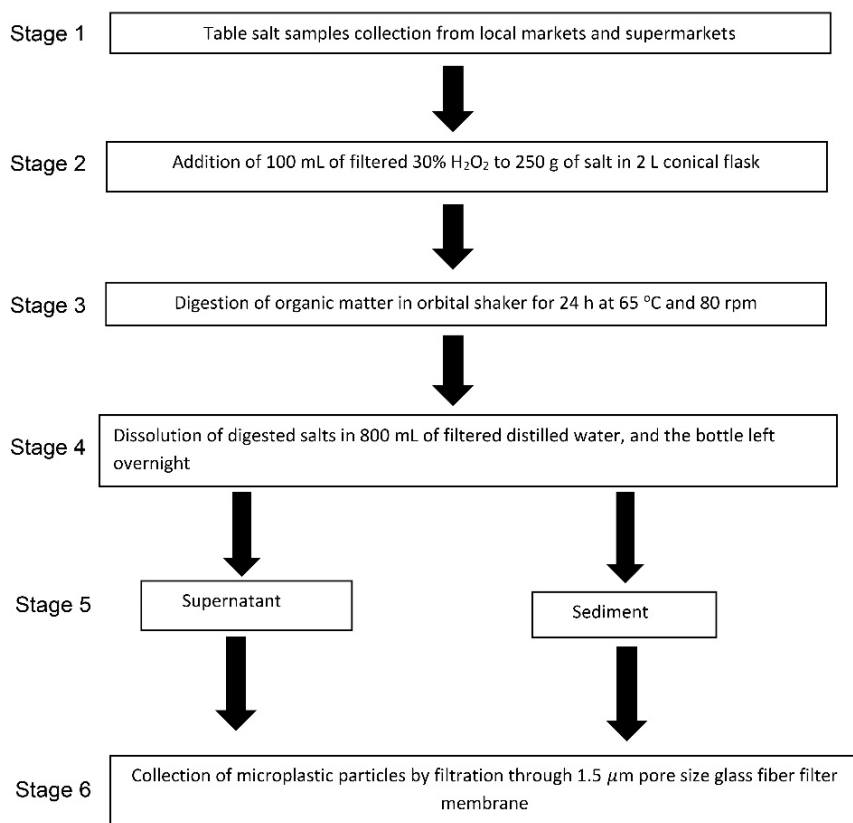 Stage 1
Table salt samples collection from local markets and supermarkets
Stage 2
Addition of 100 mL of filtered 30% H₂O₂ to 250 g of salt in 2 L conical flask
Stage 3
Digestion of organic matter in orbital shaker for 24 h at 65 °C and 80 rpm
Stage 4
Dissolution of digested salts in 800 mL of filtered distilled water, and the bottle left
overnight
Stage 5
Supernatant
Sediment
Stage 6
Collection of microplastic particles by filtration through 1.5 μm pore size glass fiber filter
membrane